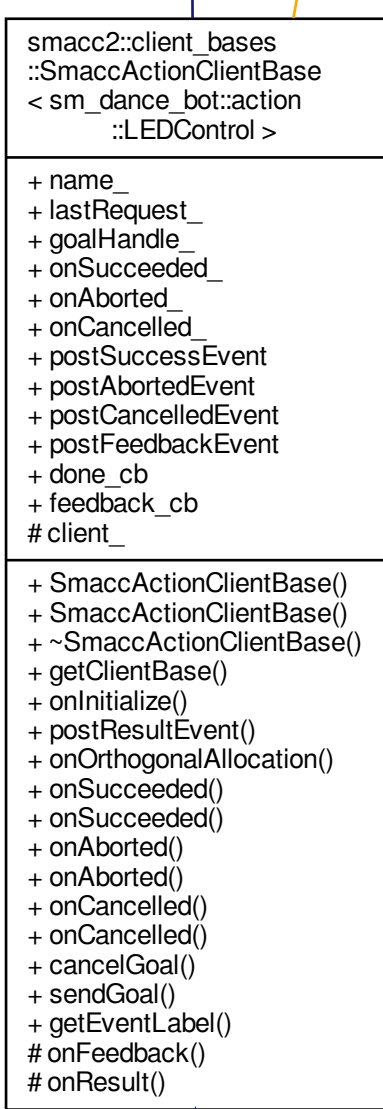 smacc2::client_bases
::SmaccActionClientBase
< sm_dance_bot::action
::LEDControl >
+ name_
+ lastRequest_
+ goalHandle_
+ onSucceeded_
+ onAborted_
+ onCancelled_
+ postSuccessEvent
+ postAbortedEvent
+ postCancelledEvent
+ postFeedbackEvent
+ done_cb
+ feedback_cb
# client_
+ SmaccActionClientBase()
+ SmaccActionClientBase()
+ ~SmaccActionClientBase()
+ getClientBase()
+ onInitialize()
+ postResultEvent()
+ onOrthogonalAllocation()
+ onSucceeded()
+ onSucceeded()
+ onAborted()
+ onAborted()
+ onCancelled()
+ onCancelled()
+ cancelGoal()
+ sendGoal()
+ getEventLabel()
# onFeedback()
# onResult()